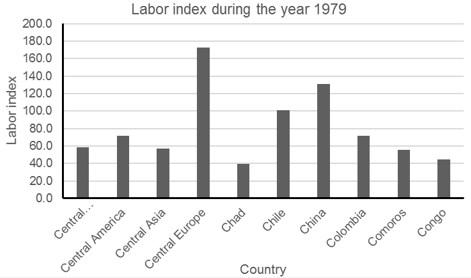 Labor index during the year 1979
Labor index
200.0
180.0
160.0
140.0
120.0
100.0
80.0
60.0
40.0
20.0
0.0
Central...
Central America
Central Asia
Central Europe
Chad
Chile
China
Colombia
Comoros
Congo
Country